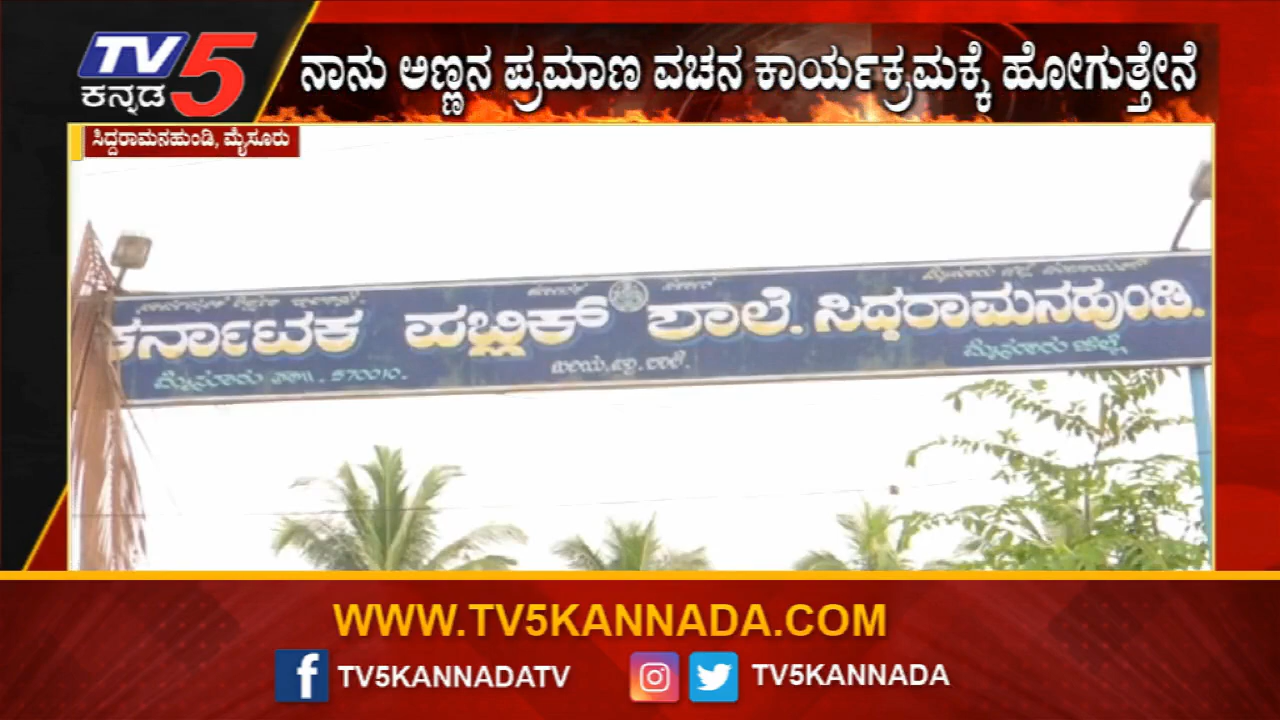 TV5
ಕನ್ನಡ
ನಾನು ಅಣ್ಣನ ಪ್ರಮಾಣ ವಚನ ಕಾರ್ಯಕ್ರಮಕ್ಕೆ ಹೋಗುತ್ತೇನೆ
ಸಿದ್ದರಾಮನಹುಂಡಿ, ಮೈಸೂರು
ಕರ್ನಾಟಕ ಪಬ್ಲಿಕ್ ಶಾಲೆ. ಸಿದ್ಧರಾಮನಹುಂಡಿ.
ಮೈಸೂರು ತಾ॥. 570010.
ಮೈಸೂರು ಜಿಲ್ಲೆ
WWW.TV5KANNADA.COM
TV5KANNADATV
TV5KANNADA